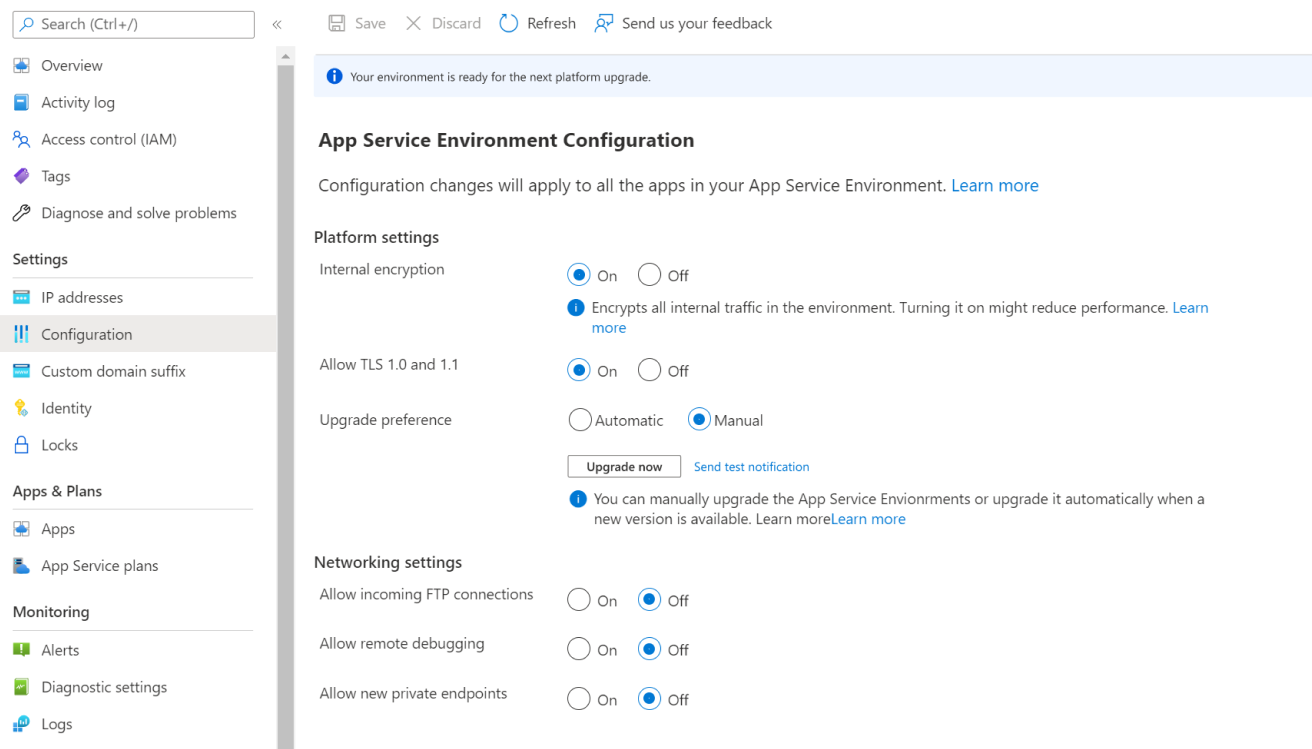 Search (Ctrl+/)
«
Overview
Activity log
Access control (IAM)
Tags
Diagnose and solve problems
Settings
IP addresses
Configuration
Custom domain suffix
Identity
Locks
Apps & Plans
Apps
App Service plans
Monitoring
Alerts
Diagnostic settings
Logs
Save Discard Refresh Send us your feedback
Your environment is ready for the next platform upgrade.
App Service Environment Configuration
Configuration changes will apply to all the apps in your App Service Environment. Learn more
Platform settings
Internal encryption On Off
Encrypts all internal traffic in the environment. Turning it on might reduce performance. Learn
more
Allow TLS 1.0 and 1.1 On Off
Upgrade preference Automatic Manual
Upgrade now Send test notification
You can manually upgrade the App Service Envionrments or upgrade it automatically when a
new version is available. Learn moreLearn more
Networking settings
Allow incoming FTP connections On Off
Allow remote debugging On Off
Allow new private endpoints On Off